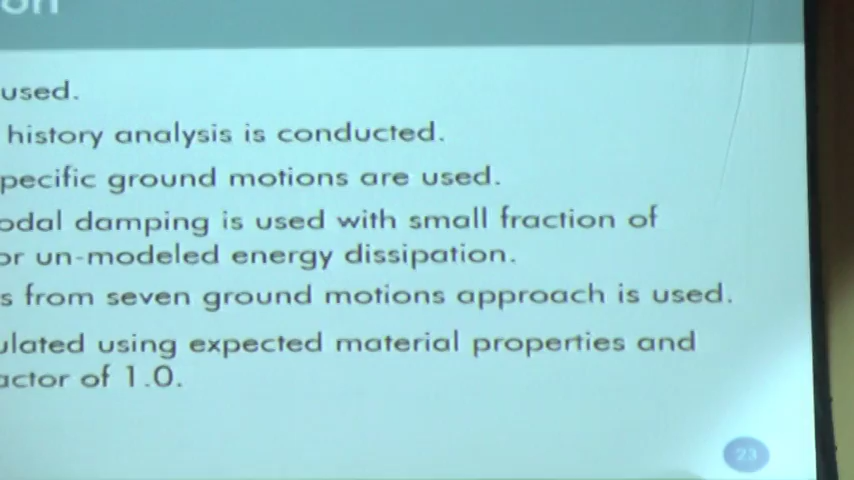 on
used.
history analysis is conducted.
pecific ground motions are used.
odal damping is used with small fraction of
or un-modeled energy dissipation.
s from seven ground motions approach is used.
ulated using expected material properties and
actor of 1.0.
23